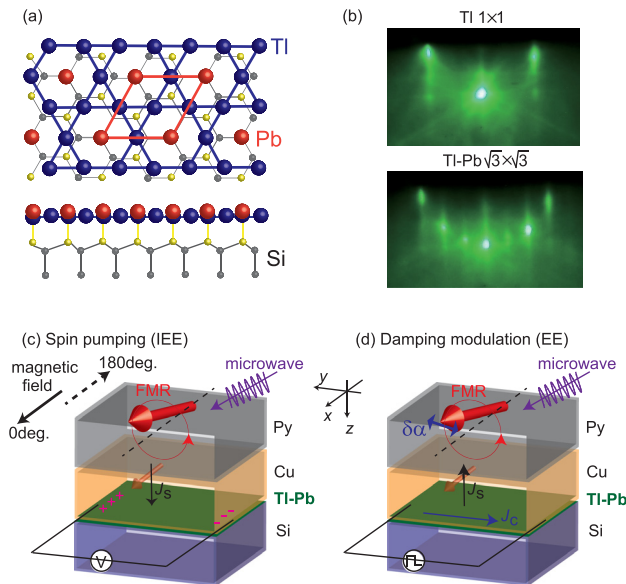 (a)
Tl
Pb
Si
(b)
Tl 1×1
Tl-Pb √3×√3
(c) Spin pumping (IEE)
magnetic field
180deg.
0deg.
microwave
FMR
Py
Cu
Js
Tl-Pb
Si
V
(d) Damping modulation (EE)
y
x
z
microwave
FMR
δα
Py
Cu
Js
Tl-Pb
Jc
Si